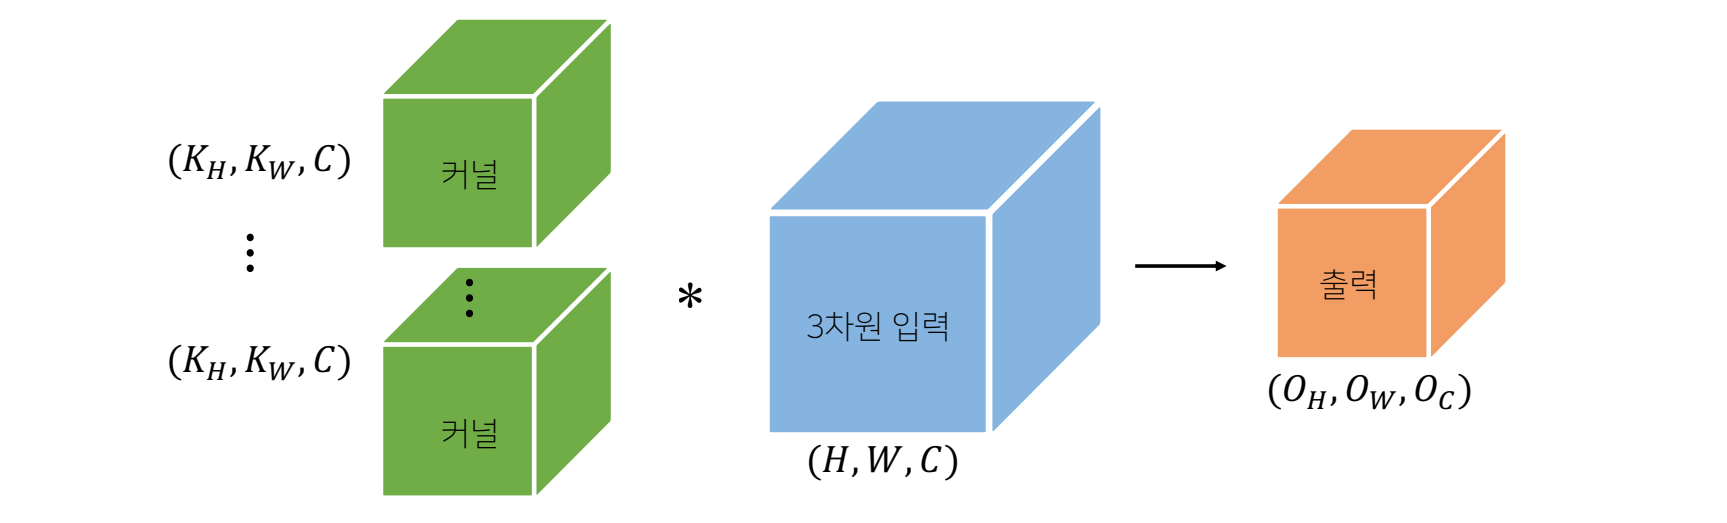 (K_H, K_W, C)
커널
⋮
⋮
(K_H, K_W, C)
커널
*
3차원 입력
(H, W, C)
출력
(O_H, O_W, O_C)